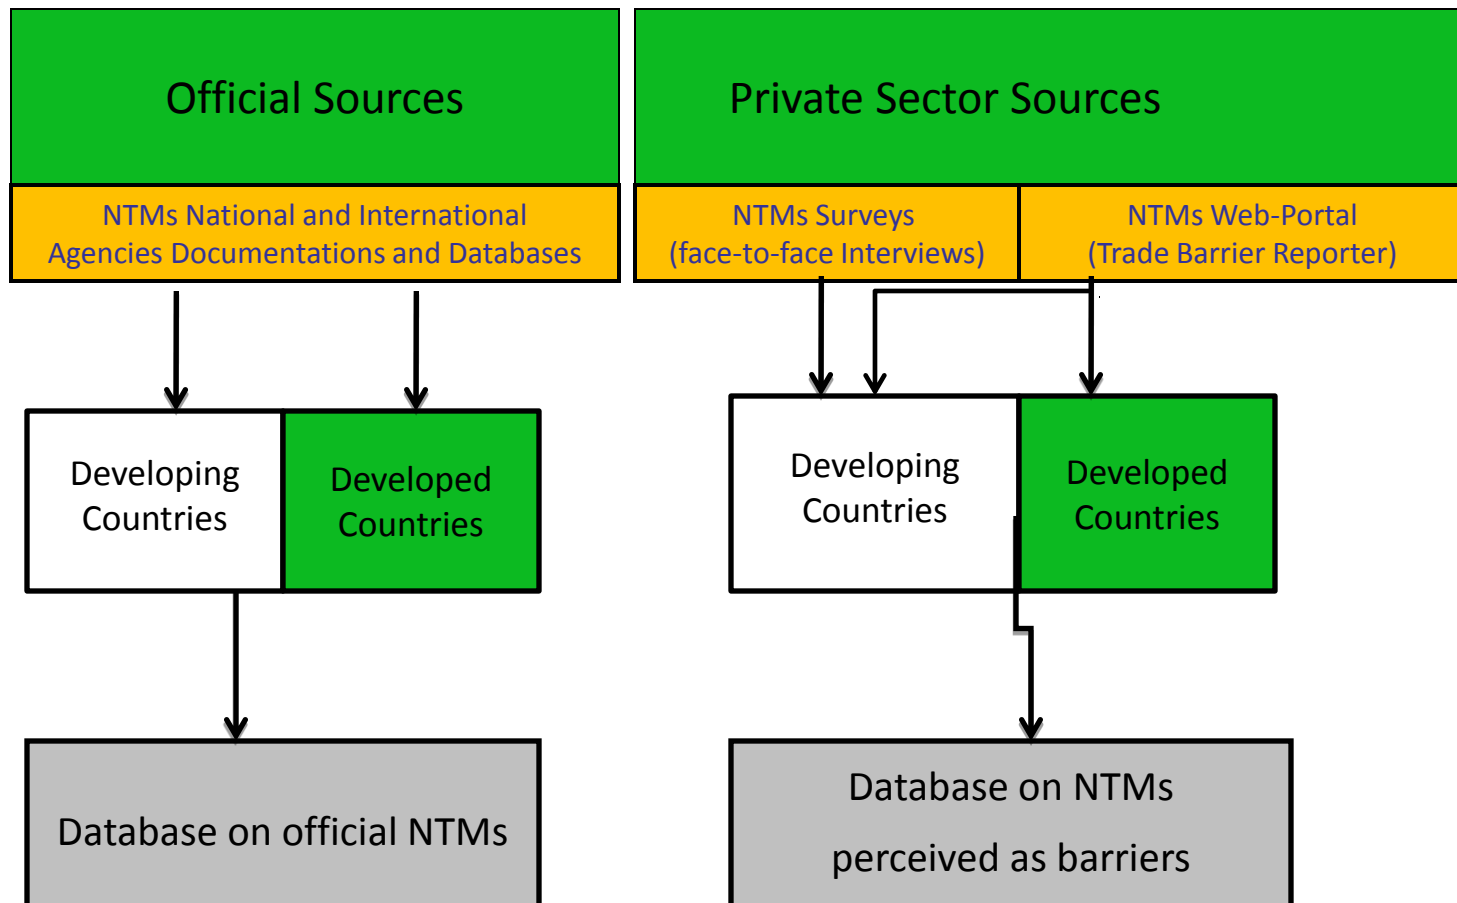 Official Sources
Private Sector Sources
NTMs National and International
Agencies Documentations and Databases
NTMs Surveys
(face-to-face Interviews)
NTMs Web-Portal
(Trade Barrier Reporter)
Developing
Countries
Developed
Countries
Developing
Countries
Developed
Countries
Database on official NTMs
Database on NTMs
perceived as barriers